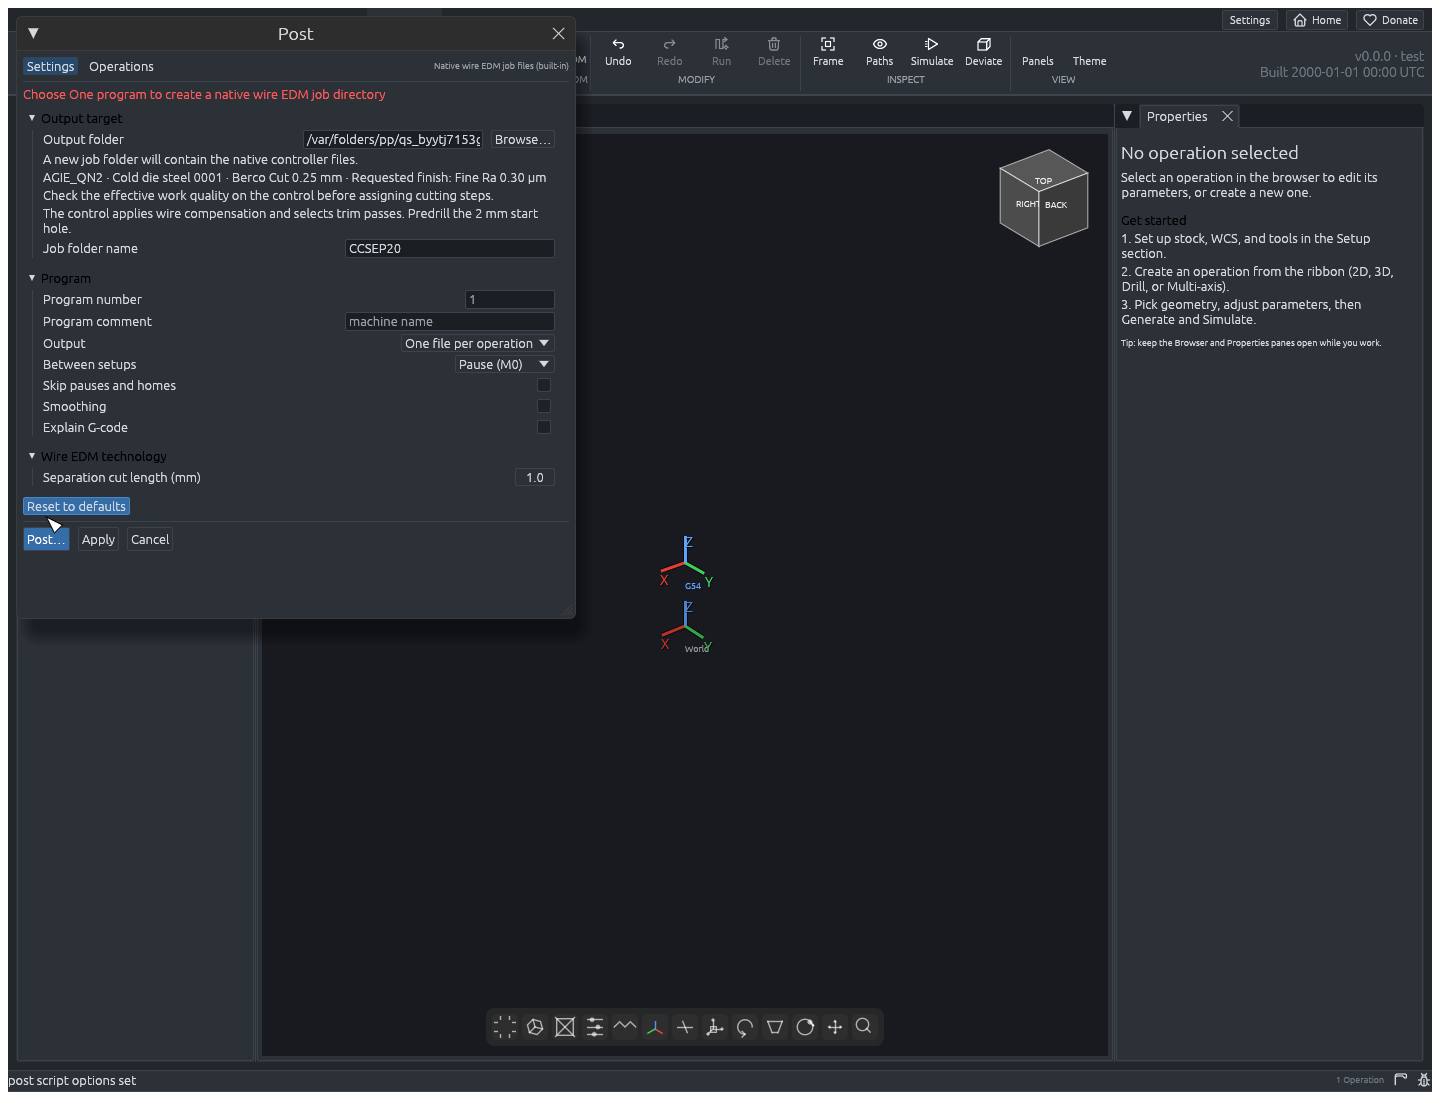 Settings
Home
Donate
▼ Post
Settings Operations Native wire EDM job files (built-in)
Choose One program to create a native wire EDM job directory
Output target
Output folder /var/folders/pp/qs_byytj7153g Browse...
A new job folder will contain the native controller files.
AGIE_QN2 · Cold die steel 0001 · Berco Cut 0.25 mm · Requested finish: Fine Ra 0.30 µm
Check the effective work quality on the control before assigning cutting steps.
The control applies wire compensation and selects trim passes. Predrill the 2 mm start
hole.
Job folder name CCSEP20
Program
Program number 1
Program comment machine name
Output One file per operation
Between setups Pause (M0)
Skip pauses and homes
Smoothing
Explain G-code
Wire EDM technology
Separation cut length (mm) 1.0
Reset to defaults
Post... Apply Cancel
Undo Redo Run Delete Frame Paths Simulate Deviate Panels Theme
MODIFY INSPECT VIEW
v0.0.0 · test
Built 2000-01-01 00:00 UTC
TOP
RIGHT BACK
Z
X Y
G54
Z
X Y
World
Properties
No operation selected
Select an operation in the browser to edit its
parameters, or create a new one.
Get started
1. Set up stock, WCS, and tools in the Setup
section.
2. Create an operation from the ribbon (2D, 3D,
Drill, or Multi-axis).
3. Pick geometry, adjust parameters, then
Generate and Simulate.
Tip: keep the Browser and Properties panes open while you work.
post script options set
1 Operation